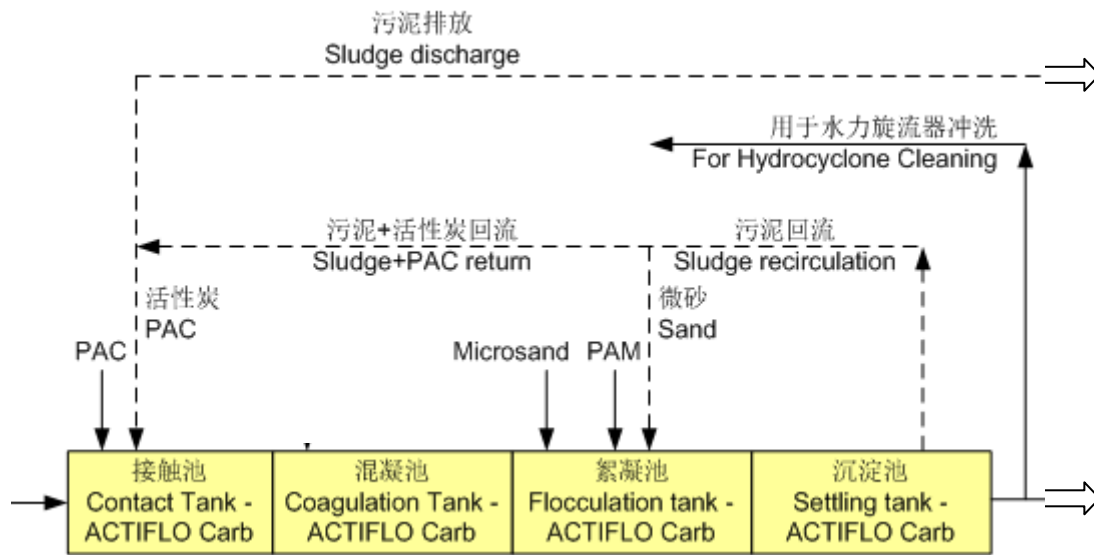 污泥排放
Sludge discharge
用于水力旋流器冲洗
For Hydrocyclone Cleaning
污泥+活性炭回流
Sludge+PAC return
污泥回流
Sludge recirculation
活性炭
PAC
微砂
Sand
PAC
Microsand
PAM
接触池
Contact Tank -
ACTIFLO Carb
混凝池
Coagulation Tank -
ACTIFLO Carb
絮凝池
Flocculation tank -
ACTIFLO Carb
沉淀池
Settling tank -
ACTIFLO Carb